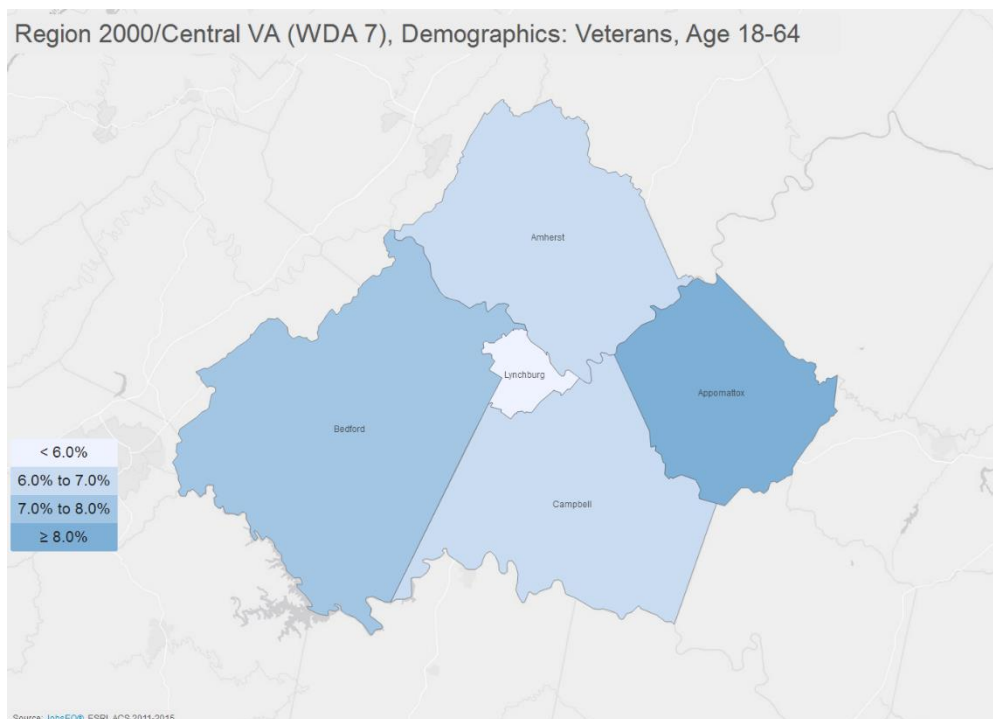 Region 2000/Central VA (WDA 7), Demographics: Veterans, Age 18-64
Amherst
Lynchburg
Appomattox
Bedford
< 6.0%
6.0% to 7.0%
7.0% to 8.0%
≥ 8.0%
Campbell
Source: JobsEQ®, ESRI, ACS 2011-2015